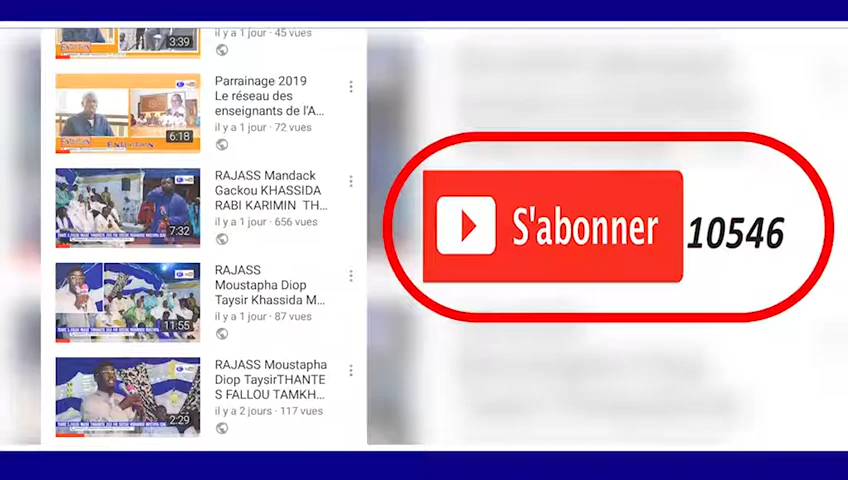 3:39
il y a 1 jour · 45 vues
6:18
Parrainage 2019
Le réseau des
enseignants de l'A...
il y a 1 jour · 72 vues
7:32
RAJASS Mandack
Gackou KHASSIDA
RABI KARIMIN TH...
il y a 1 jour · 656 vues
11:55
RAJASS
Moustapha Diop
Taysir Khassida M...
il y a 1 jour · 87 vues
2:29
RAJASS Moustapha
Diop TaysirTHANTE
S FALLOU TAMKH...
il y a 2 jours · 117 vues
S'abonner
10546